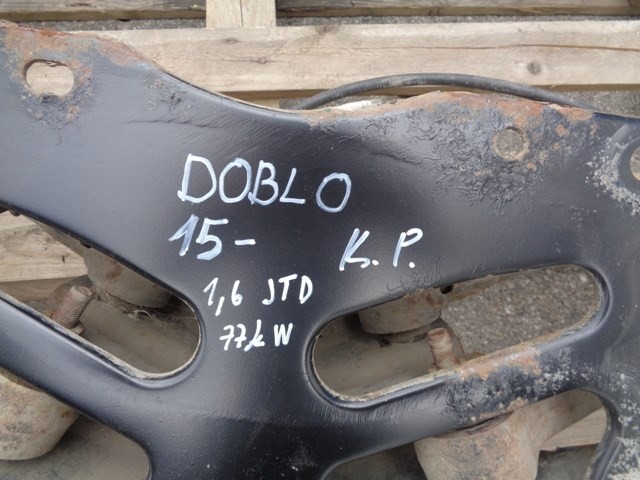 DOBLO
15- K.P.
1,6 JTD
77kW